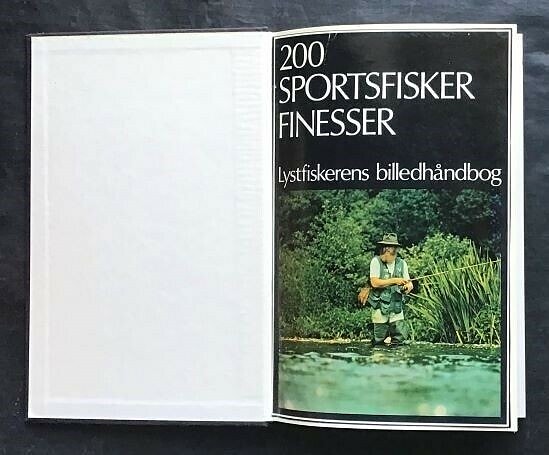 200
SPORTSFISKER
FINESSER
Lystfiskerens billedhåndbog